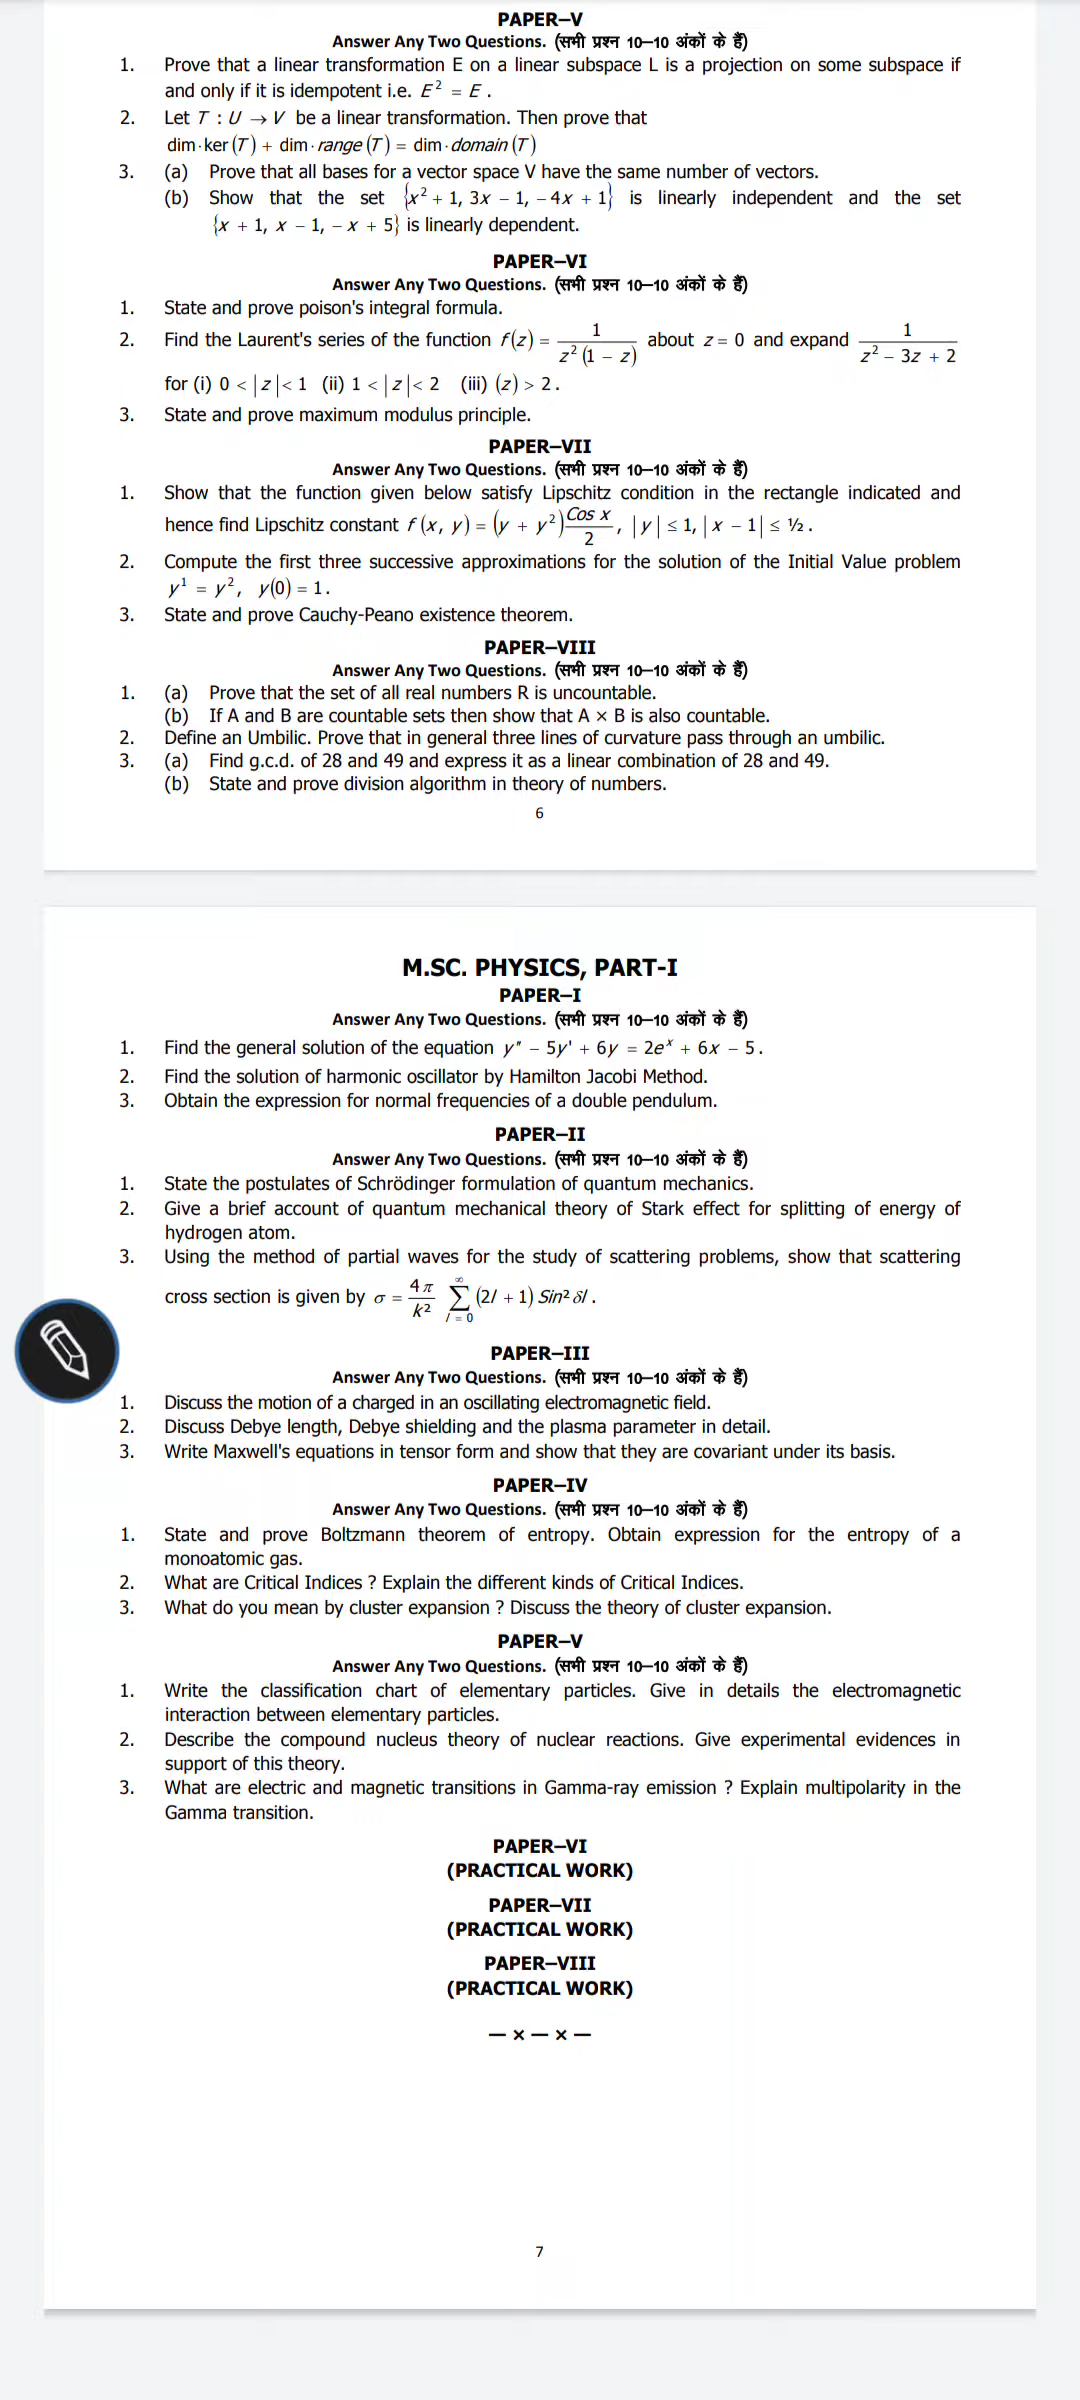 PAPER–V
Answer Any Two Questions. (सभी प्रश्न 10–10 अंकों के हैं)
1. Prove that a linear transformation E on a linear subspace L is a projection on some subspace if
and only if it is idempotent i.e. E² = E .
2. Let T : U → V be a linear transformation. Then prove that
dim·ker (T) + dim·range (T) = dim·domain (T)
3. (a) Prove that all bases for a vector space V have the same number of vectors.
(b) Show that the set {x² + 1, 3x − 1, −4x + 1} is linearly independent and the set
{x + 1, x − 1, −x + 5} is linearly dependent.
PAPER–VI
Answer Any Two Questions. (सभी प्रश्न 10–10 अंकों के हैं)
1. State and prove poison's integral formula.
2. Find the Laurent's series of the function f(z) = 1 / z² (1 − z) about z = 0 and expand 1 / z² − 3z + 2
for (i) 0 < |z| < 1 (ii) 1 < |z| < 2 (iii) (z) > 2 .
3. State and prove maximum modulus principle.
PAPER–VII
Answer Any Two Questions. (सभी प्रश्न 10–10 अंकों के हैं)
1. Show that the function given below satisfy Lipschitz condition in the rectangle indicated and
hence find Lipschitz constant f (x, y) = (y + y²) Cos x / 2 , |y| ≤ 1, |x − 1| ≤ ½ .
2. Compute the first three successive approximations for the solution of the Initial Value problem
y¹ = y², y(0) = 1 .
3. State and prove Cauchy-Peano existence theorem.
PAPER–VIII
Answer Any Two Questions. (सभी प्रश्न 10–10 अंकों के हैं)
1. (a) Prove that the set of all real numbers R is uncountable.
(b) If A and B are countable sets then show that A × B is also countable.
2. Define an Umbilic. Prove that in general three lines of curvature pass through an umbilic.
3. (a) Find g.c.d. of 28 and 49 and express it as a linear combination of 28 and 49.
(b) State and prove division algorithm in theory of numbers.
6
M.SC. PHYSICS, PART-I
PAPER–I
Answer Any Two Questions. (सभी प्रश्न 10–10 अंकों के हैं)
1. Find the general solution of the equation y" − 5y' + 6y = 2eˣ + 6x − 5 .
2. Find the solution of harmonic oscillator by Hamilton Jacobi Method.
3. Obtain the expression for normal frequencies of a double pendulum.
PAPER–II
Answer Any Two Questions. (सभी प्रश्न 10–10 अंकों के हैं)
1. State the postulates of Schrödinger formulation of quantum mechanics.
2. Give a brief account of quantum mechanical theory of Stark effect for splitting of energy of
hydrogen atom.
3. Using the method of partial waves for the study of scattering problems, show that scattering
cross section is given by σ = 4π / k² ∑ l = 0 ∞ (2l + 1) Sin² δl .
PAPER–III
Answer Any Two Questions. (सभी प्रश्न 10–10 अंकों के हैं)
1. Discuss the motion of a charged in an oscillating electromagnetic field.
2. Discuss Debye length, Debye shielding and the plasma parameter in detail.
3. Write Maxwell's equations in tensor form and show that they are covariant under its basis.
PAPER–IV
Answer Any Two Questions. (सभी प्रश्न 10–10 अंकों के हैं)
1. State and prove Boltzmann theorem of entropy. Obtain expression for the entropy of a
monoatomic gas.
2. What are Critical Indices ? Explain the different kinds of Critical Indices.
3. What do you mean by cluster expansion ? Discuss the theory of cluster expansion.
PAPER–V
Answer Any Two Questions. (सभी प्रश्न 10–10 अंकों के हैं)
1. Write the classification chart of elementary particles. Give in details the electromagnetic
interaction between elementary particles.
2. Describe the compound nucleus theory of nuclear reactions. Give experimental evidences in
support of this theory.
3. What are electric and magnetic transitions in Gamma-ray emission ? Explain multipolarity in the
Gamma transition.
PAPER–VI
(PRACTICAL WORK)
PAPER–VII
(PRACTICAL WORK)
PAPER–VIII
(PRACTICAL WORK)
— × — × —
7